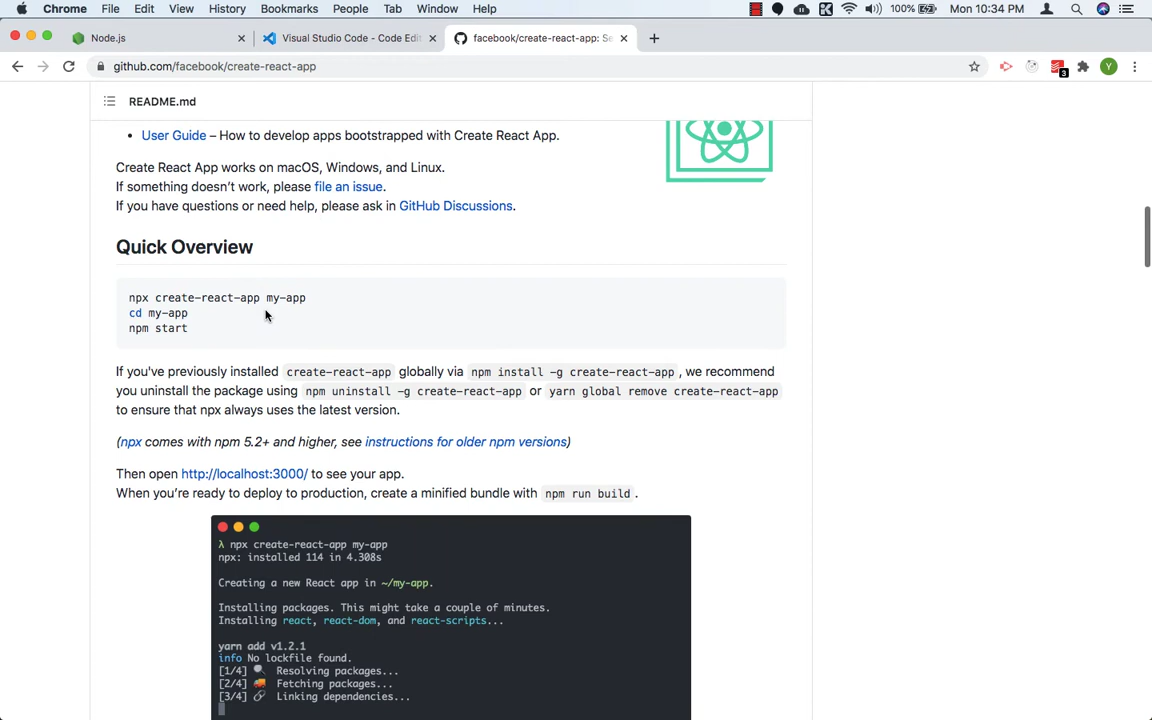 Chrome File Edit View History Bookmarks People Tab Window Help 100% Mon 10:34 PM
Node.js Visual Studio Code - Code Edit facebook/create-react-app: Se
github.com/facebook/create-react-app 3 Y
README.md
• User Guide – How to develop apps bootstrapped with Create React App.
Create React App works on macOS, Windows, and Linux.
If something doesn't work, please file an issue.
If you have questions or need help, please ask in GitHub Discussions.
Quick Overview
npx create-react-app my-app
cd my-app
npm start
If you've previously installed create-react-app globally via npm install -g create-react-app, we recommend
you uninstall the package using npm uninstall -g create-react-app or yarn global remove create-react-app
to ensure that npx always uses the latest version.
(npx comes with npm 5.2+ and higher, see instructions for older npm versions)
Then open http://localhost:3000/ to see your app.
When you're ready to deploy to production, create a minified bundle with npm run build.
λ npx create-react-app my-app
npx: installed 114 in 4.308s
Creating a new React app in ~/my-app.
Installing packages. This might take a couple of minutes.
Installing react, react-dom, and react-scripts...
yarn add v1.2.1
info No lockfile found.
[1/4] Resolving packages...
[2/4] Fetching packages...
[3/4] Linking dependencies...